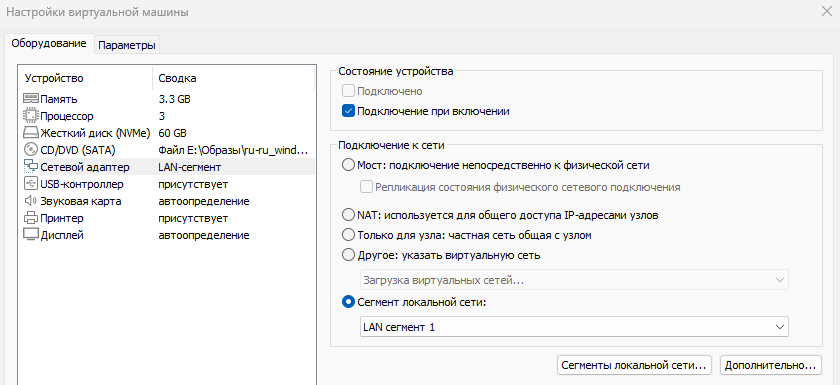 Настройки виртуальной машины
Оборудование Параметры
Устройство Сводка
Память 3.3 GB
Процессор 3
Жесткий диск (NVMe) 60 GB
CD/DVD (SATA) Файл E:\Образы\ru-ru_wind...
Сетевой адаптер LAN-сегмент
USB-контроллер присутствует
Звуковая карта автоопределение
Принтер присутствует
Дисплей автоопределение
Состояние устройства
Подключено
Подключение при включении
Подключение к сети
Мост: подключение непосредственно к физической сети
Репликация состояния физического сетевого подключения
NAT: используется для общего доступа IP-адресами узлов
Только для узла: частная сеть общая с узлом
Другое: указать виртуальную сеть
Загрузка виртуальных сетей...
Сегмент локальной сети:
LAN сегмент 1
Сегменты локальной сети... Дополнительно...